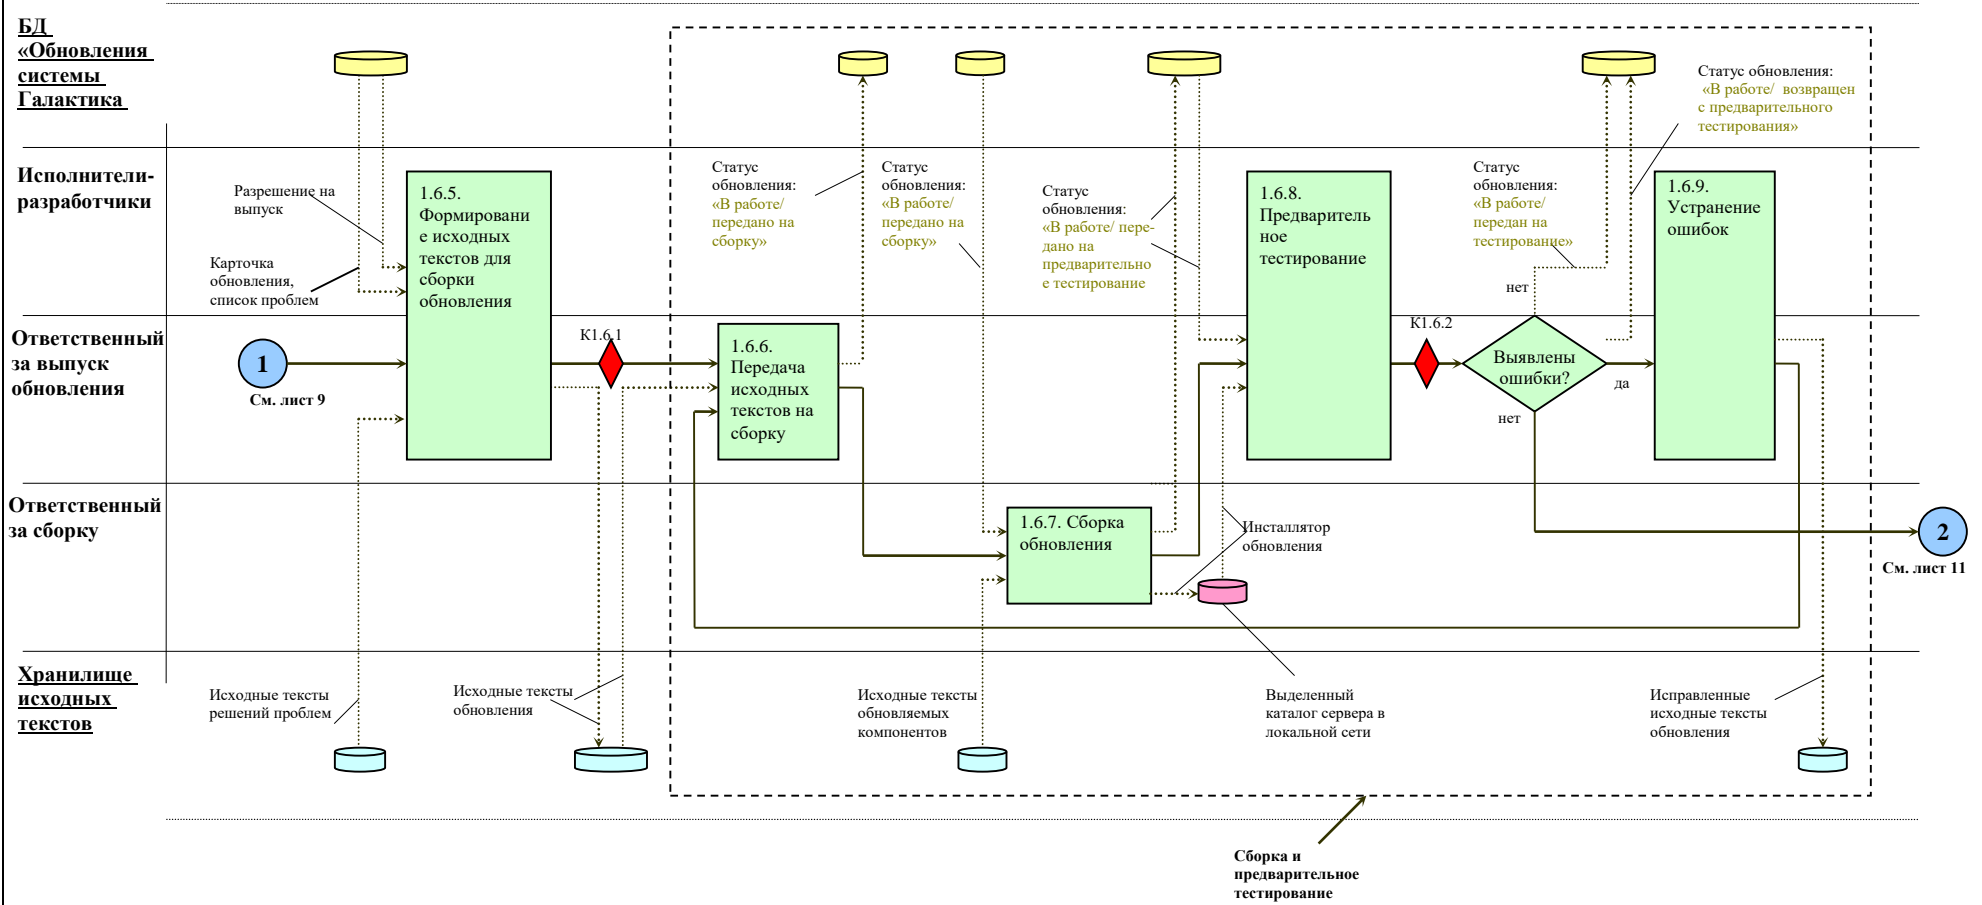 БД
«Обновления
системы
Галактика
Исполнители-
разработчики
Ответственный
за выпуск
обновления
Ответственный
за сборку
Хранилище
исходных
текстов
Разрешение на
выпуск
Карточка
обновления,
список проблем
1
См. лист 9
1.6.5.
Формировани
е исходных
текстов для
сборки
обновления
К1.6.1
Исходные тексты
решений проблем
Исходные тексты
обновления
1.6.6.
Передача
исходных
текстов на
сборку
Статус
обновления:
«В работе/
передано на
сборку»
Статус
обновления:
«В работе/
передано на
сборку»
1.6.7. Сборка
обновления
Исходные тексты
обновляемых
компонентов
Статус
обновления:
«В работе/ пере-
дано на
предварительно
е тестирование
Инсталлятор
обновления
Выделенный
каталог сервера в
локальной сети
1.6.8.
Предваритель
ное
тестирование
К1.6.2
Выявлены
ошибки?
нет
да
нет
Статус
обновления:
«В работе/
передан на
тестирование»
Статус обновления:
«В работе/ возвращен
с предварительного
тестирования»
1.6.9.
Устранение
ошибок
Исправленные
исходные тексты
обновления
2
См. лист 11
Сборка и
предварительное
тестирование